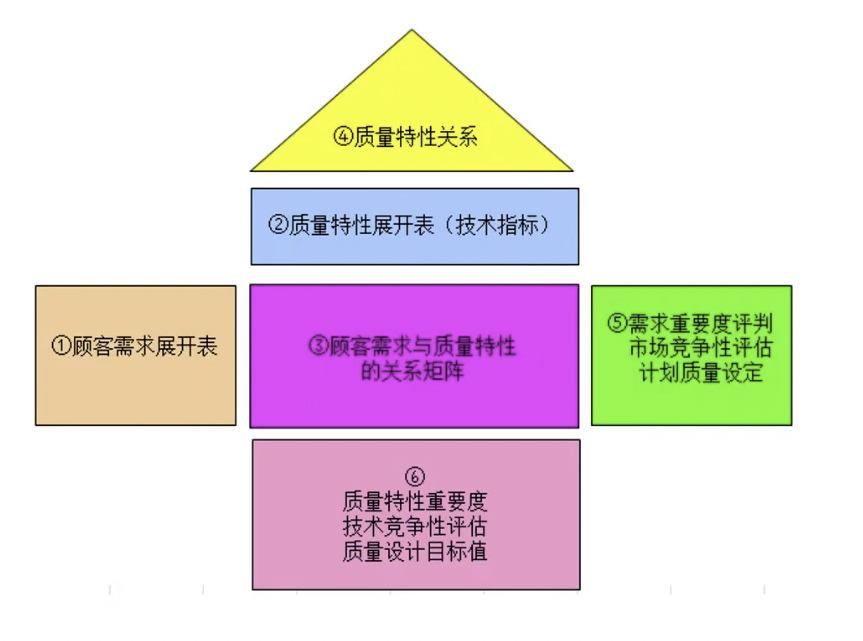 ④质量特性关系
②质量特性展开表（技术指标）
①顾客需求展开表
③顾客需求与质量特性
的关系矩阵
⑤需求重要度评判
市场竞争性评估
计划质量设定
⑥
质量特性重要度
技术竞争性评估
质量设计目标值